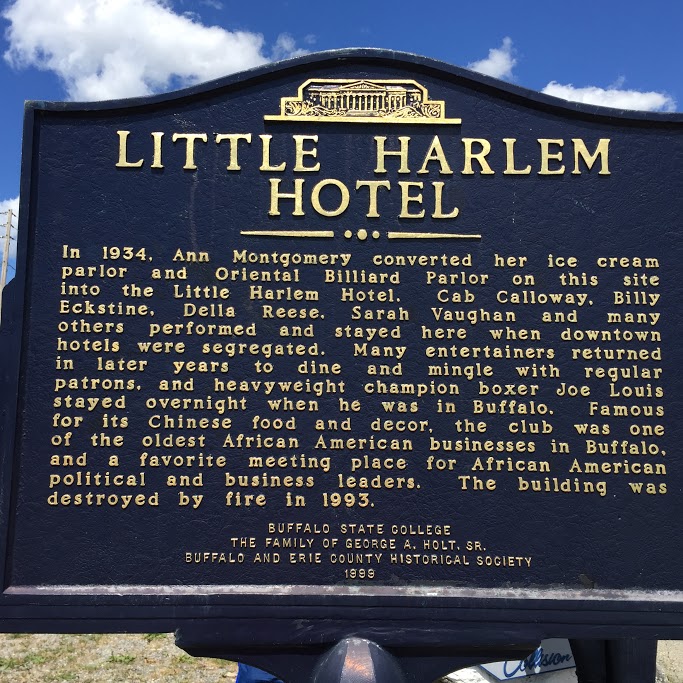 LITTLE HARLEM
HOTEL
In 1934, Ann Montgomery converted her ice cream
parlor and Oriental Billiard Parlor on this site
into the Little Harlem Hotel. Cab Calloway, Billy
Eckstine, Della Reese, Sarah Vaughan and many
others performed and stayed here when downtown
hotels were segregated. Many entertainers returned
in later years to dine and mingle with regular
patrons, and heavyweight champion boxer Joe Louis
stayed overnight when he was in Buffalo. Famous
for its Chinese food and decor, the club was one
of the oldest African American businesses in Buffalo,
and a favorite meeting place for African American
political and business leaders. The building was
destroyed by fire in 1993.
BUFFALO STATE COLLEGE
THE FAMILY OF GEORGE A. HOLT, SR.
BUFFALO AND ERIE COUNTY HISTORICAL SOCIETY
1999
Collision